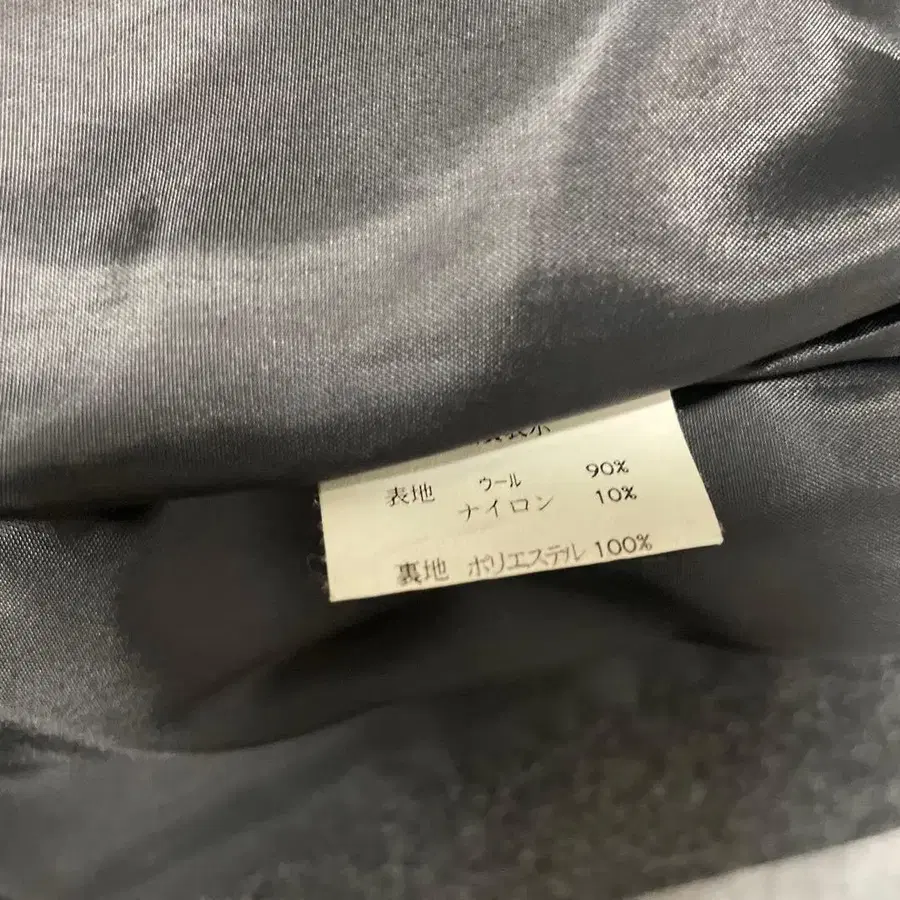 表地 ウール 90%
ナイロン 10%
裏地 ポリエステル 100%